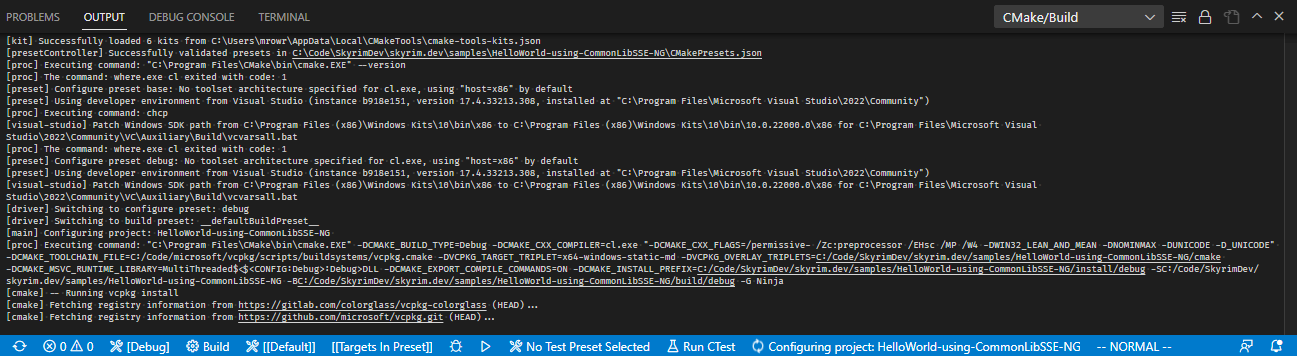 PROBLEMS OUTPUT DEBUG CONSOLE TERMINAL CMake/Build
[kit] Successfully loaded 6 kits from C:\Users\mrowr\AppData\Local\CMakeTools\cmake-tools-kits.json
[presetController] Successfully validated presets in C:\Code\SkyrimDev\skyrim.dev\samples\HelloWorld-using-CommonLibSSE-NG\CMakePresets.json
[proc] Executing command: "C:\Program Files\CMake\bin\cmake.EXE" --version
[proc] The command: where.exe cl exited with code: 1
[preset] Configure preset base: No toolset architecture specified for cl.exe, using "host=x86" by default
[preset] Using developer environment from Visual Studio (instance b918e151, version 17.4.33213.308, installed at "C:\Program Files\Microsoft Visual Studio\2022\Community")
[proc] Executing command: chcp
[visual-studio] Patch Windows SDK path from C:\Program Files (x86)\Windows Kits\10\bin\x86 to C:\Program Files (x86)\Windows Kits\10\bin\10.0.22000.0\x86 for C:\Program Files\Microsoft Visual
Studio\2022\Community\VC\Auxiliary\Build\vcvarsall.bat
[proc] The command: where.exe cl exited with code: 1
[preset] Configure preset debug: No toolset architecture specified for cl.exe, using "host=x86" by default
[preset] Using developer environment from Visual Studio (instance b918e151, version 17.4.33213.308, installed at "C:\Program Files\Microsoft Visual Studio\2022\Community")
[visual-studio] Patch Windows SDK path from C:\Program Files (x86)\Windows Kits\10\bin\x86 to C:\Program Files (x86)\Windows Kits\10\bin\10.0.22000.0\x86 for C:\Program Files\Microsoft Visual
Studio\2022\Community\VC\Auxiliary\Build\vcvarsall.bat
[driver] Switching to configure preset: debug
[driver] Switching to build preset: __defaultBuildPreset__
[main] Configuring project: HelloWorld-using-CommonLibSSE-NG
[proc] Executing command: "C:\Program Files\CMake\bin\cmake.EXE" -DCMAKE_BUILD_TYPE=Debug -DCMAKE_CXX_COMPILER=cl.exe "-DCMAKE_CXX_FLAGS=/permissive- /Zc:preprocessor /EHsc /MP /W4 -DWIN32_LEAN_AND_MEAN -DNOMINMAX -DUNICODE -D_UNICODE"
-DCMAKE_TOOLCHAIN_FILE=C:/Code/microsoft/vcpkg/scripts/buildsystems/vcpkg.cmake -DVCPKG_TARGET_TRIPLET=x64-windows-static-md -DVCPKG_OVERLAY_TRIPLETS=C:/Code/SkyrimDev/skyrim.dev/samples/HelloWorld-using-CommonLibSSE-NG/cmake
-DCMAKE_MSVC_RUNTIME_LIBRARY=MultiThreaded$<$<CONFIG:Debug>:Debug>DLL -DCMAKE_EXPORT_COMPILE_COMMANDS=ON -DCMAKE_INSTALL_PREFIX=C:/Code/SkyrimDev/skyrim.dev/samples/HelloWorld-using-CommonLibSSE-NG/install/debug -SC:/Code/SkyrimDev/
skyrim.dev/samples/HelloWorld-using-CommonLibSSE-NG -BC:/Code/SkyrimDev/skyrim.dev/samples/HelloWorld-using-CommonLibSSE-NG/build/debug -G Ninja
[cmake] -- Running vcpkg install
[cmake] Fetching registry information from https://gitlab.com/colorglass/vcpkg-colorglass (HEAD)...
[cmake] Fetching registry information from https://github.com/microsoft/vcpkg.git (HEAD)...
0 0 [Debug] Build [[Default]] [[Targets In Preset]] No Test Preset Selected Run CTest Configuring project: HelloWorld-using-CommonLibSSE-NG -- NORMAL --